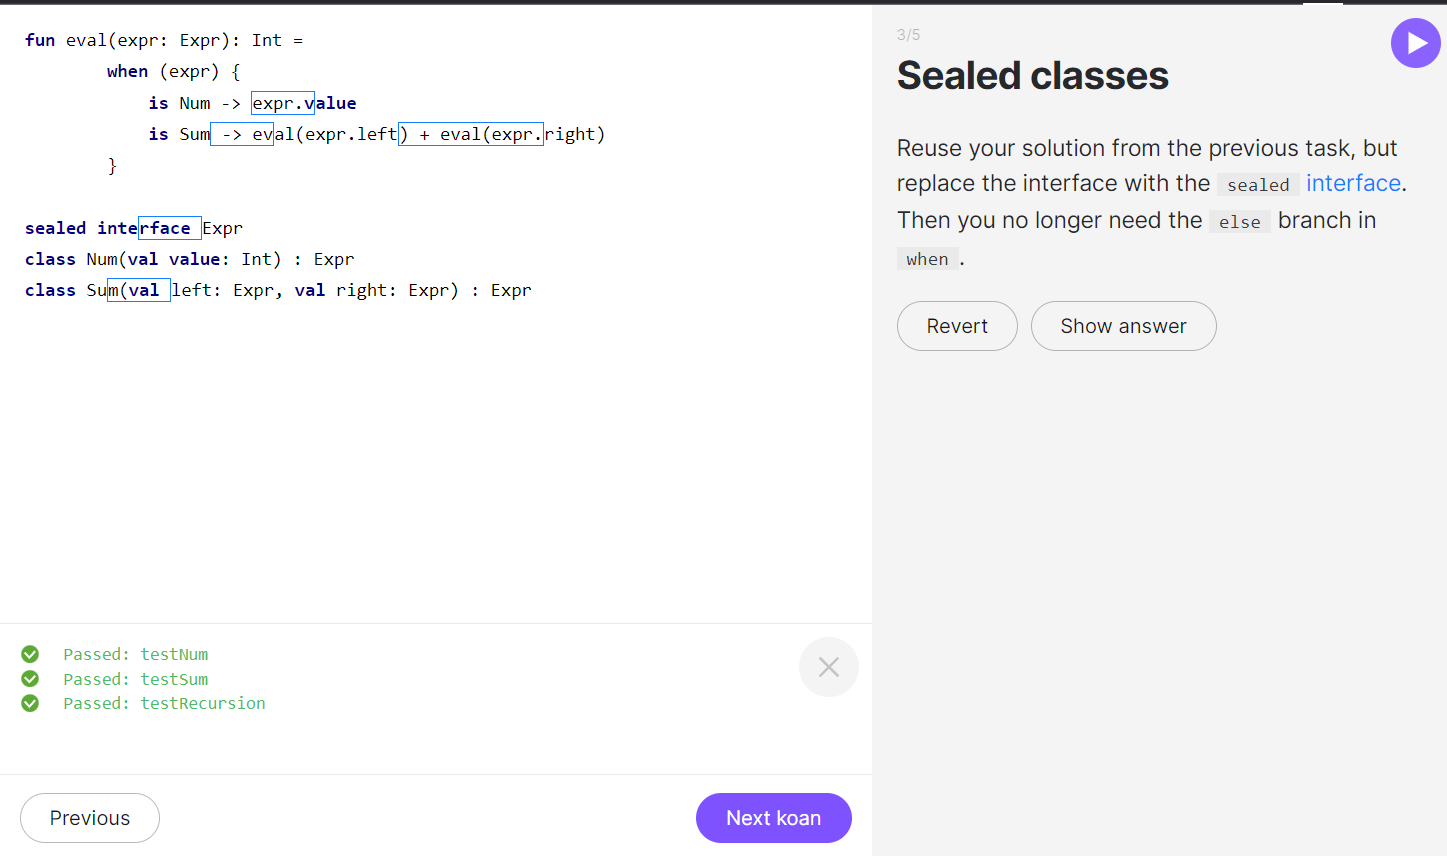 fun eval(expr: Expr): Int =
when (expr) {
is Num -> expr.value
is Sum -> eval(expr.left) + eval(expr.right)
}
sealed interface Expr
class Num(val value: Int) : Expr
class Sum(val left: Expr, val right: Expr) : Expr
Passed: testNum
Passed: testSum
Passed: testRecursion
Previous
Next koan
3/5
Sealed classes
Reuse your solution from the previous task, but
replace the interface with the sealed interface.
Then you no longer need the else branch in
when.
Revert
Show answer